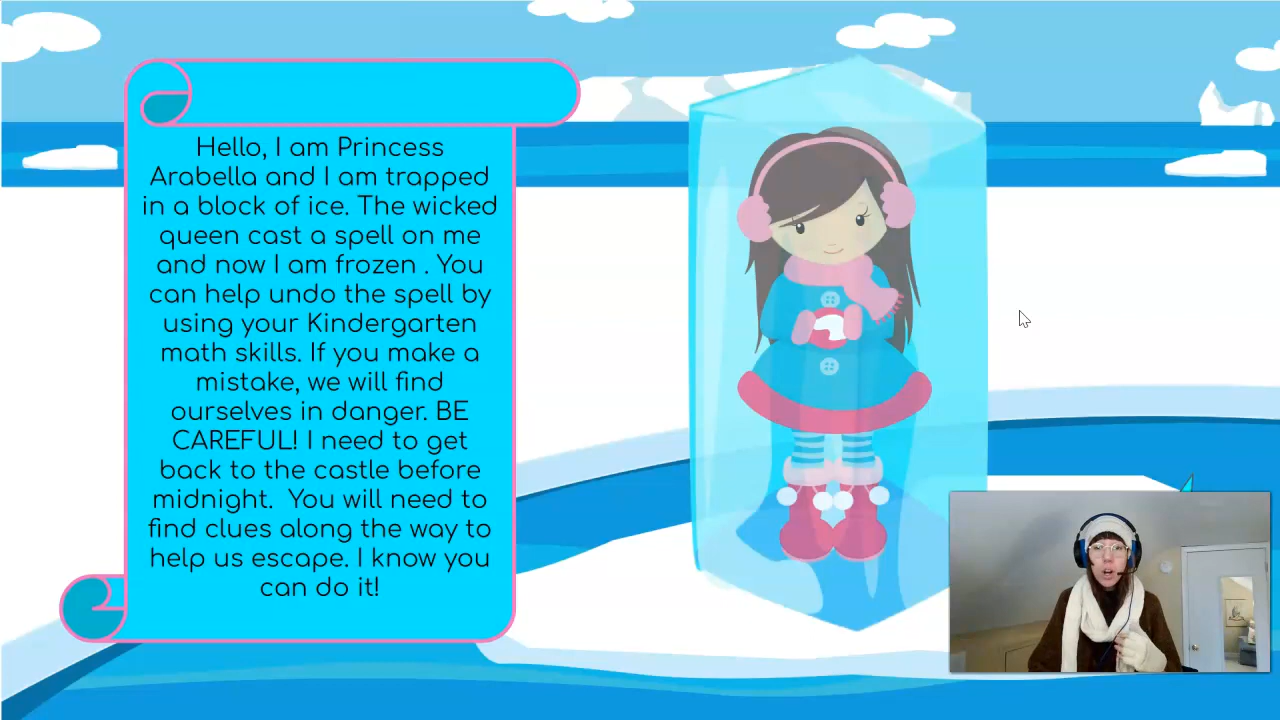 Hello, I am Princess
Arabella and I am trapped
in a block of ice. The wicked
queen cast a spell on me
and now I am frozen . You
can help undo the spell by
using your Kindergarten
math skills. If you make a
mistake, we will find
ourselves in danger. BE
CAREFUL! I need to get
back to the castle before
midnight.  You will need to
find clues along the way to
help us escape. I know you
can do it!